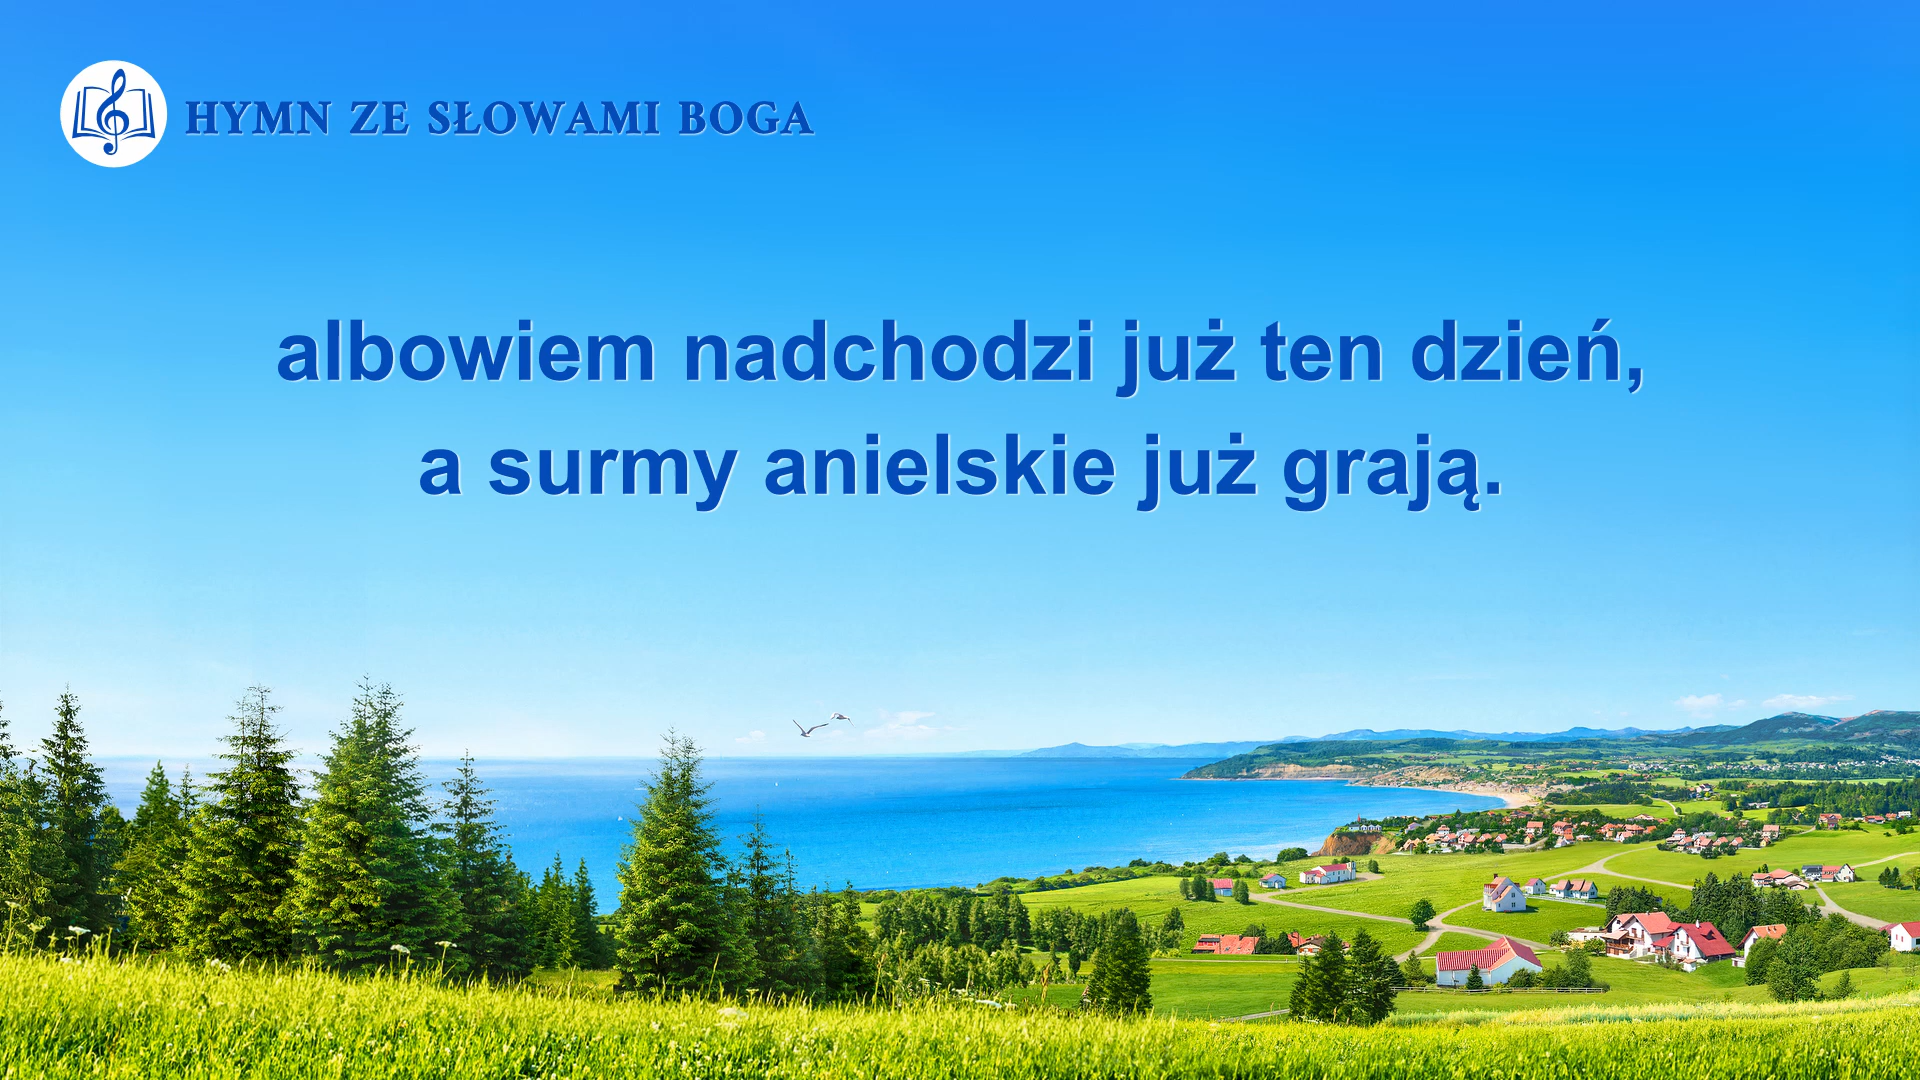 HYMN ZE SŁOWAMI BOGA
albowiem nadchodzi już ten dzień,
a surmy anielskie już grają.